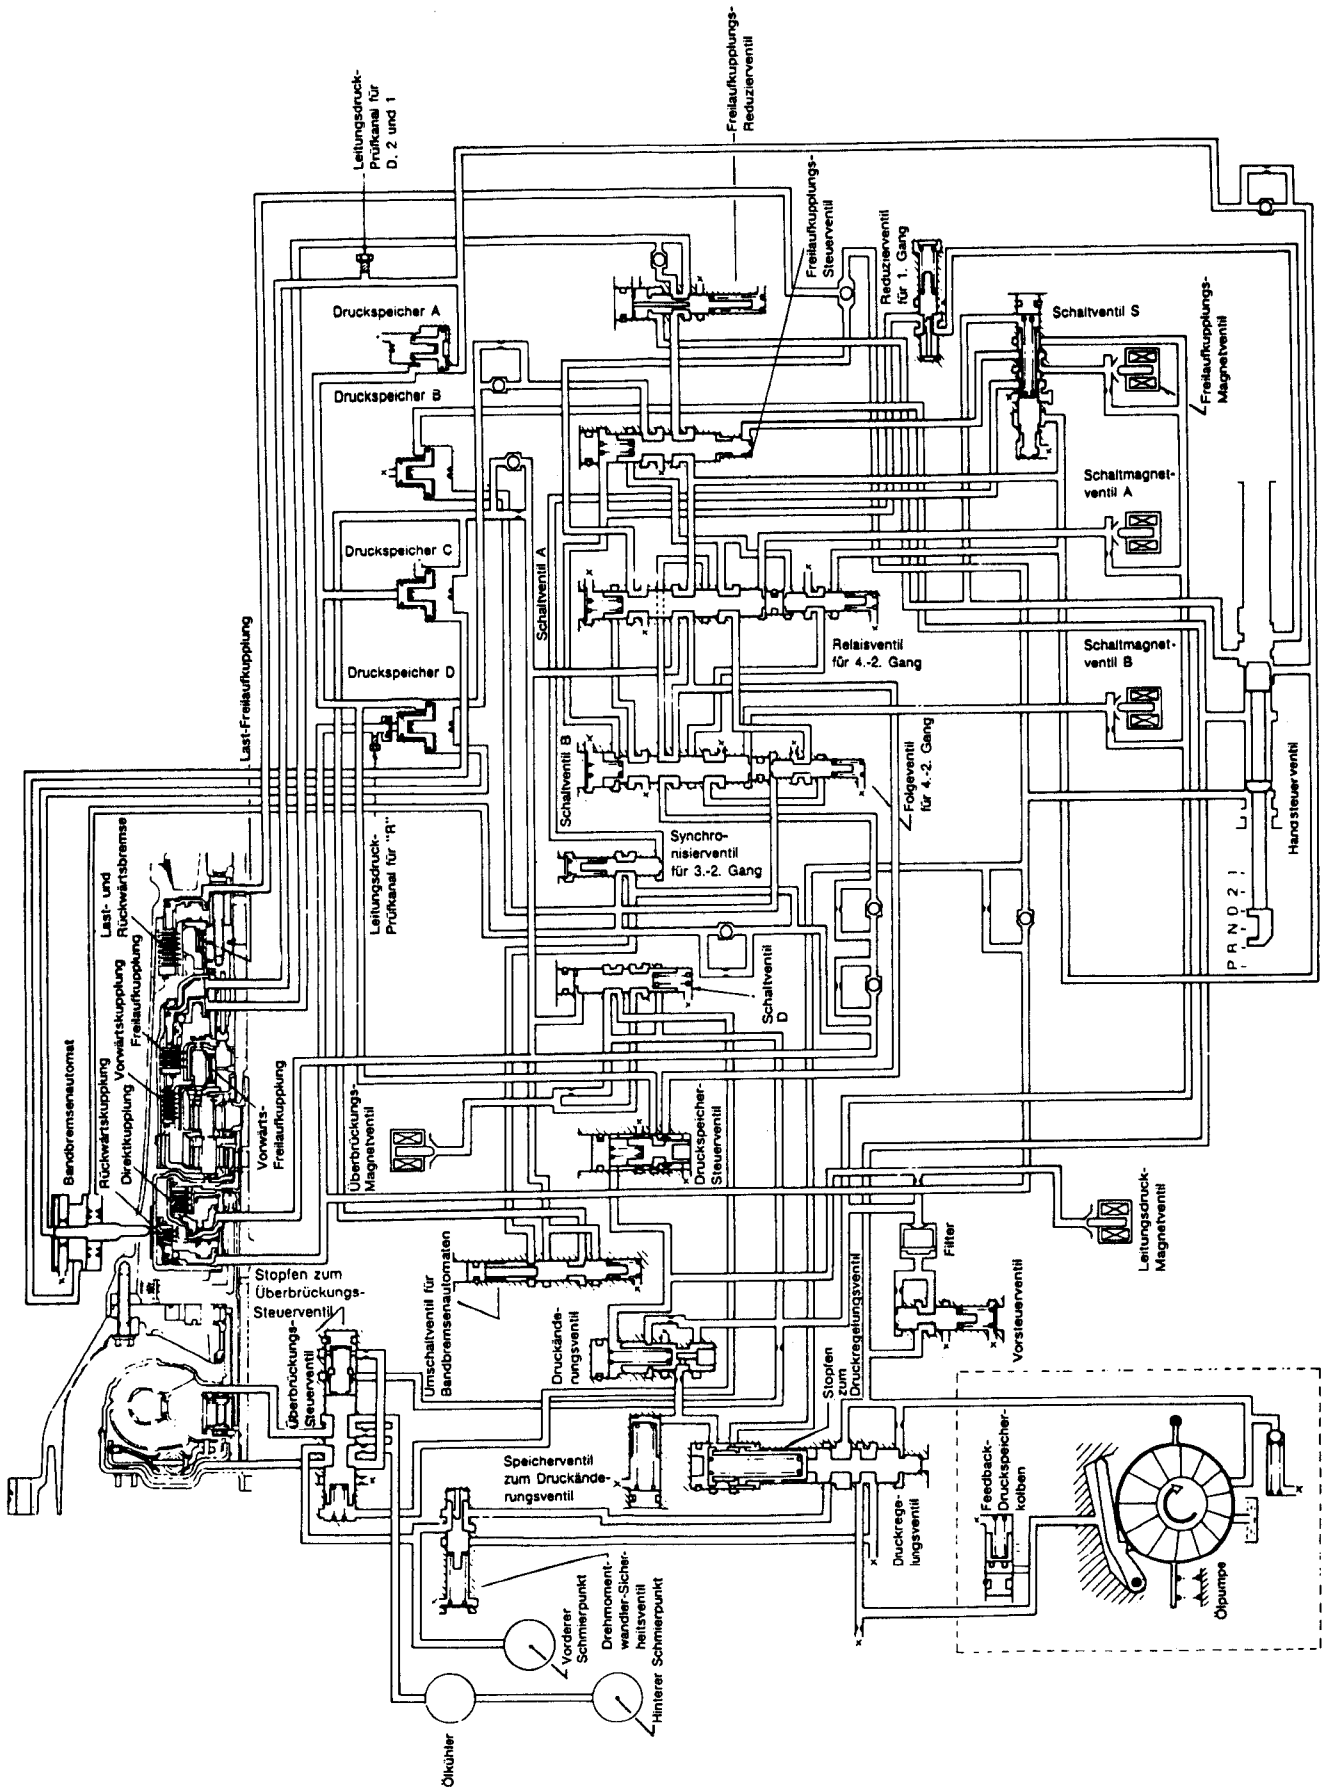 Leitungsdruck-
Prüfkanal für
D. 2 und 1
Freilaufkupplungs-
Reduzierventil
Druckspeicher A
Druckspeicher B
Druckspeicher C
Druckspeicher D
Last-Freilaufkupplung
Leitungsdruck-
Prüfkanal für "R"
Last- und
Rückwärtsbremse
Freilaufkupplung
Vorwärtskupplung
Vorwärts-
Freilaufkupplung
Direktkupplung
Rückwärtskupplung
Bandbremsenautomat
Freilaufkupplungs-
Steuerventil
Reduzierventil
für 1. Gang
Schaltventil S
Freilaufkupplungs-
Magnetventil
Schaltmagnet-
ventil A
Schaltmagnet-
ventil B
Schaltventil A
Relaisventil
für 4.-2. Gang
Schaltventil B
Folgeventil
für 4.-2. Gang
Synchro-
nisierventil
für 3.-2. Gang
Schaltventil
D
Handsteuerventil
P R N D 2 1
Überbrückungs-
Magnetventil
Druckspeicher-
Steuerventil
Stopfen zum
Überbrückungs-
Steuerventil
Überbrückungs-
Steuerventil
Umschaltventil für
Bandbremsenautomaten
Druckände-
rungsventil
Stopfen
zum
Druckregelungsventil
Filter
Vorsteuerventil
Leitungsdruck-
Magnetventil
Speicherventil
zum Druckände-
rungsventil
Druckrege-
lungsventil
Feedback-
Druckspeicher-
kolben
Ölpumpe
Drehmoment-
wandler-Sicher-
heitsventil
Vorderer
Schmierpunkt
Hinterer Schmierpunkt
Ölkühler